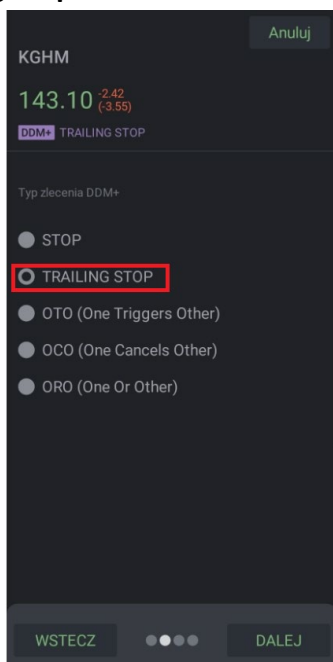 Anuluj
KGHM
143.10 -2.42
(-3.55)
DDM+ TRAILING STOP
Typ zlecenia DDM+
STOP
TRAILING STOP
OTO (One Triggers Other)
OCO (One Cancels Other)
ORO (One Or Other)
WSTECZ DALEJ